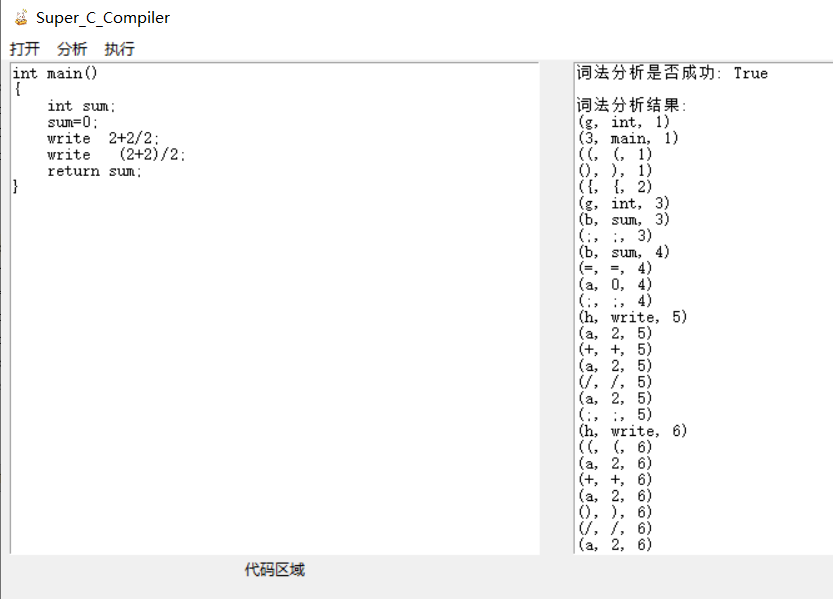 Super_C_Compiler
打开 分析 执行
int main()
{
    int sum;
    sum=0;
    write  2+2/2;
    write   (2+2)/2;
    return sum;
}
代码区域
词法分析是否成功: True
词法分析结果:
(g, int, 1)
(3, main, 1)
((, (, 1)
(), ), 1)
({, {, 2)
(g, int, 3)
(b, sum, 3)
(;, ;, 3)
(b, sum, 4)
(=, =, 4)
(a, 0, 4)
(;, ;, 4)
(h, write, 5)
(a, 2, 5)
(+, +, 5)
(a, 2, 5)
(/, /, 5)
(a, 2, 5)
(;, ;, 5)
(h, write, 6)
((, (, 6)
(a, 2, 6)
(+, +, 6)
(a, 2, 6)
(), ), 6)
(/, /, 6)
(a, 2, 6)